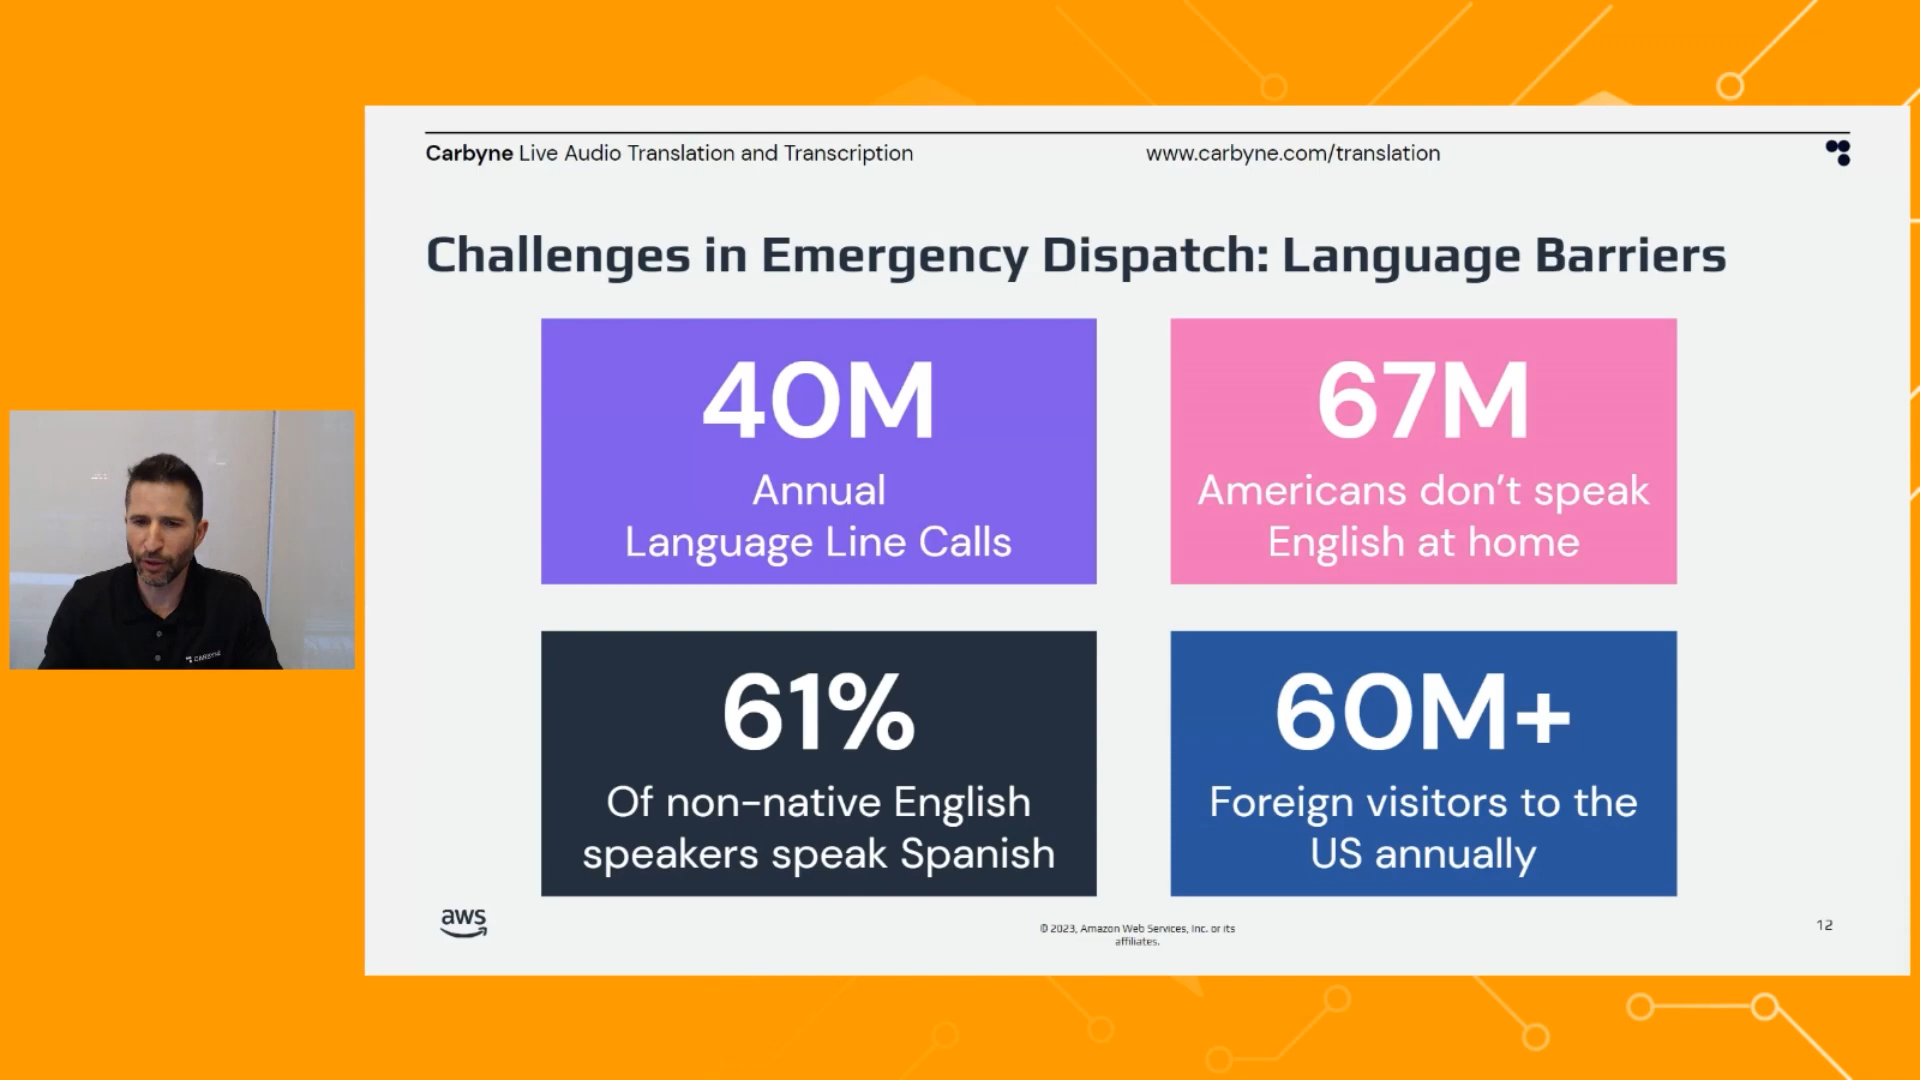 Carbyne Live Audio Translation and Transcription
www.carbyne.com/translation
Challenges in Emergency Dispatch: Language Barriers
40M
Annual
Language Line Calls
67M
Americans don’t speak
English at home
61%
Of non-native English
speakers speak Spanish
60M+
Foreign visitors to the
US annually
CARBYNE
aws
© 2023, Amazon Web Services, Inc. or its
affiliates.
12